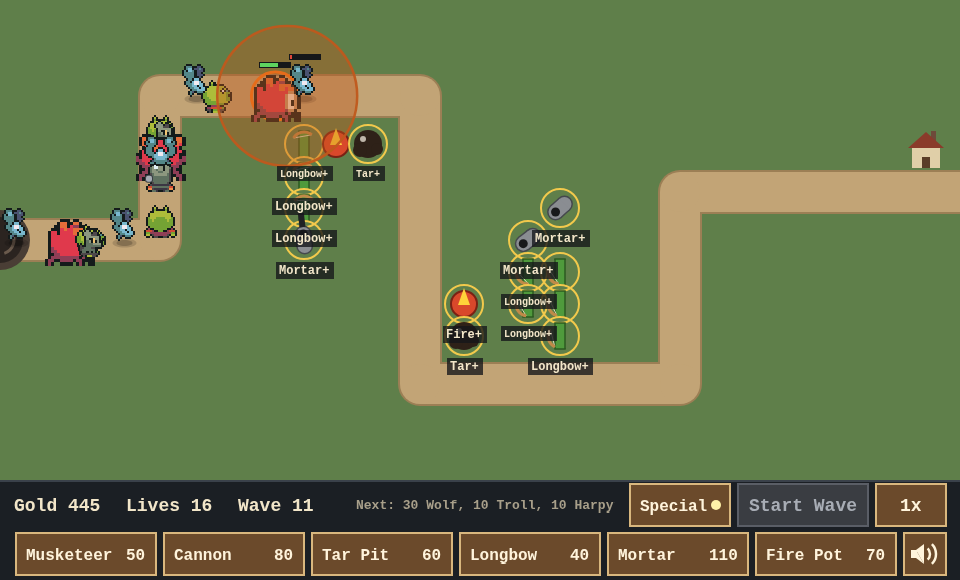 Longbow+
Tar+
Longbow+
Longbow+
Mortar+
Mortar+
Mortar+
Longbow+
Fire+
Longbow+
Tar+
Longbow+
Gold 445
Lives 16
Wave 11
Next: 30 Wolf, 10 Troll, 10 Harpy
Special
Start Wave
1x
Musketeer 50
Cannon 80
Tar Pit 60
Longbow 40
Mortar 110
Fire Pot 70